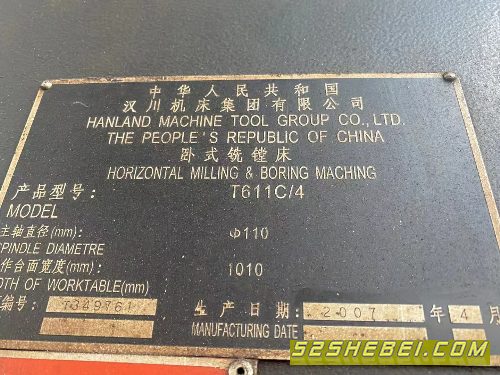 中华人民共和国
汉川机床集团有限公司
HANLAND MACHINE TOOL GROUP CO., LTD.
THE PEOPLE'S REPUBLIC OF CHINA
卧式铣镗床
HORIZONTAL MILLING & BORING MACHING
产品型号: T611C/4
MODEL
主轴直径(mm): Φ110
SPINDLE DIAMETRE
作台面宽度(mm): 1010
DTH OF WORKTABLE(mm)
编号: 生产日期: 2007 年 4 月
MANUFACTURING DATE
52SHEBEI.COM